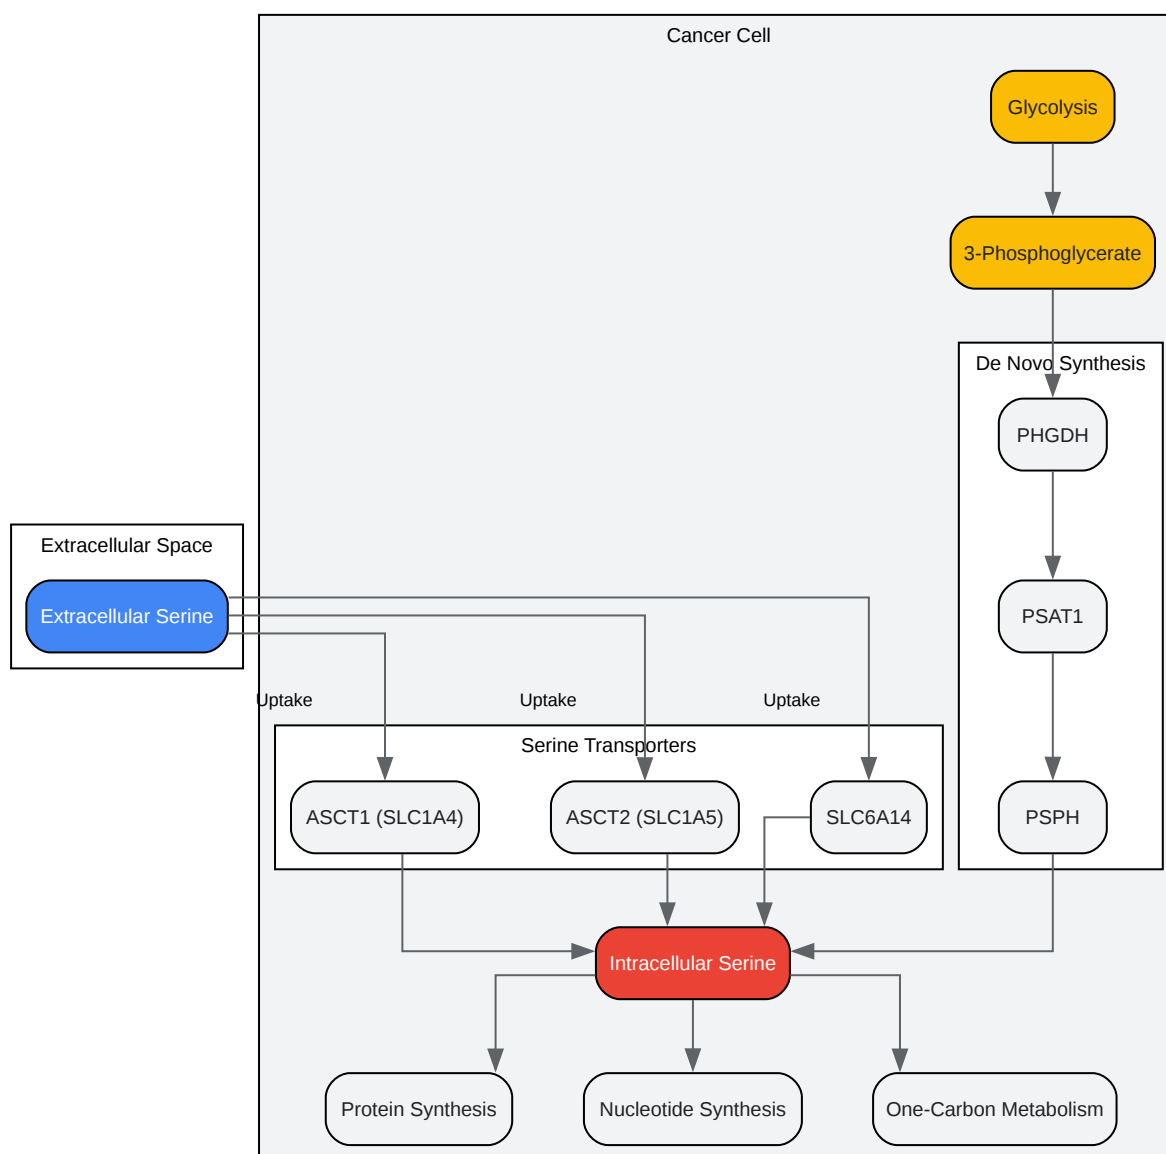 Cancer Cell
Glycolysis
3-Phosphoglycerate
De Novo Synthesis
PHGDH
Extracellular Space
Extracellular Serine
PSAT1
Uptake
Uptake
Uptake
Serine Transporters
ASCT1 (SLC1A4)
ASCT2 (SLC1A5)
SLC6A14
PSPH
Intracellular Serine
Protein Synthesis
Nucleotide Synthesis
One-Carbon Metabolism